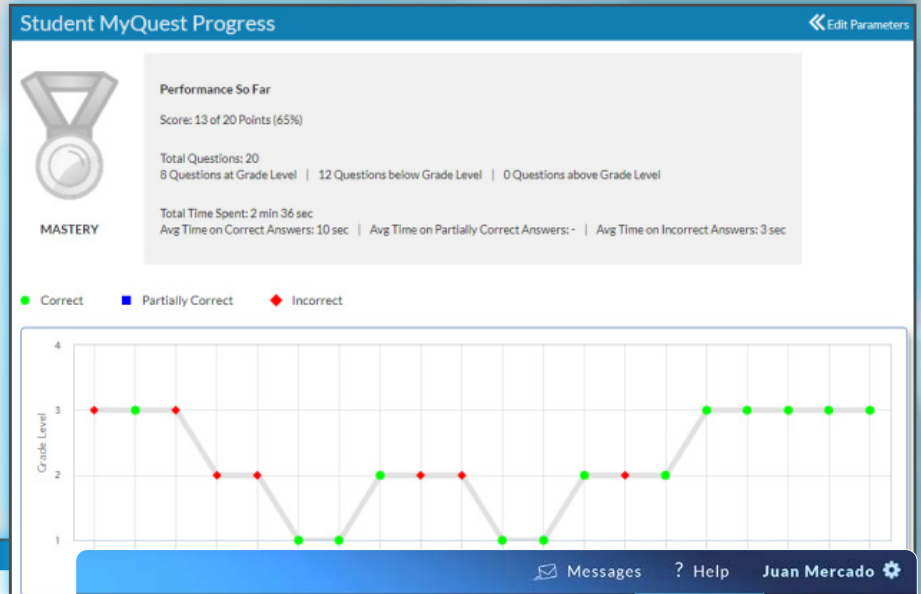 Student MyQuest Progress
Edit Parameters
Performance So Far
Score: 13 of 20 Points (65%)
Total Questions: 20
8 Questions at Grade Level | 12 Questions below Grade Level | 0 Questions above Grade Level
Total Time Spent: 2 min 36 sec
Avg Time on Correct Answers: 10 sec | Avg Time on Partially Correct Answers: - | Avg Time on Incorrect Answers: 3 sec
MASTERY
Correct
Partially Correct
Incorrect
4
3
2
1
Grade Level
Messages
? Help
Juan Mercado